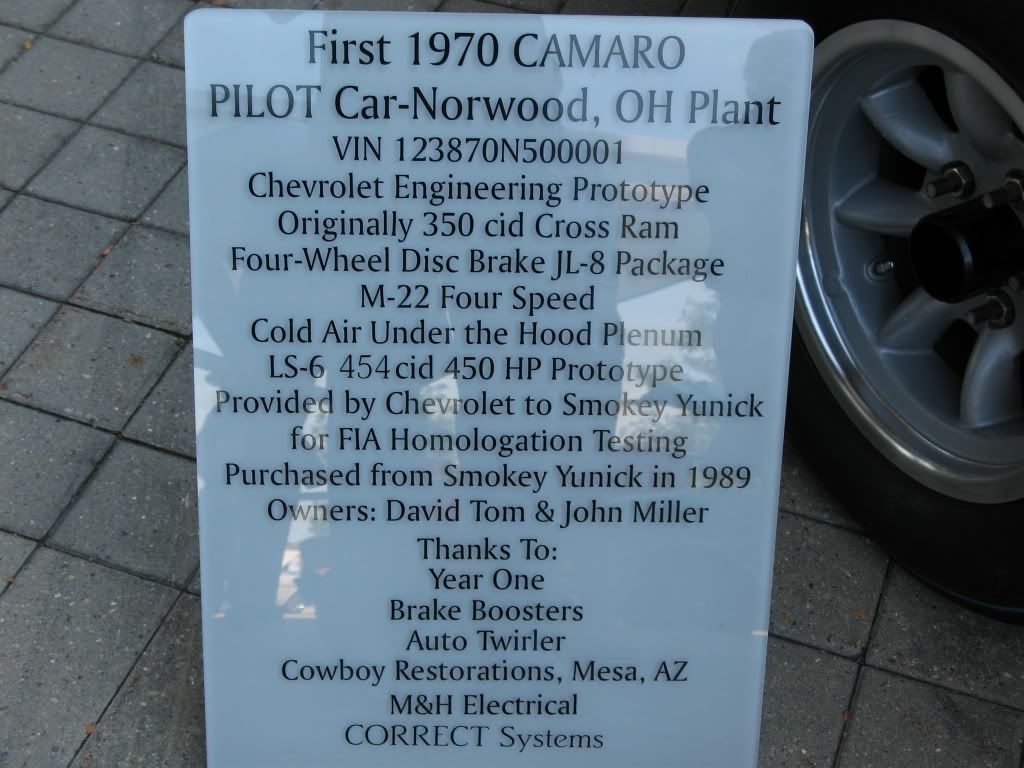 First 1970 CAMARO
PILOT Car-Norwood, OH Plant
VIN 123870N500001
Chevrolet Engineering Prototype
Originally 350 cid Cross Ram
Four-Wheel Disc Brake JL-8 Package
M-22 Four Speed
Cold Air Under the Hood Plenum
LS-6 454cid 450 HP Prototype
Provided by Chevrolet to Smokey Yunick
for FIA Homologation Testing
Purchased from Smokey Yunick in 1989
Owners: David Tom & John Miller
Thanks To:
Year One
Brake Boosters
Auto Twirler
Cowboy Restorations, Mesa, AZ
M&H Electrical
CORRECT Systems